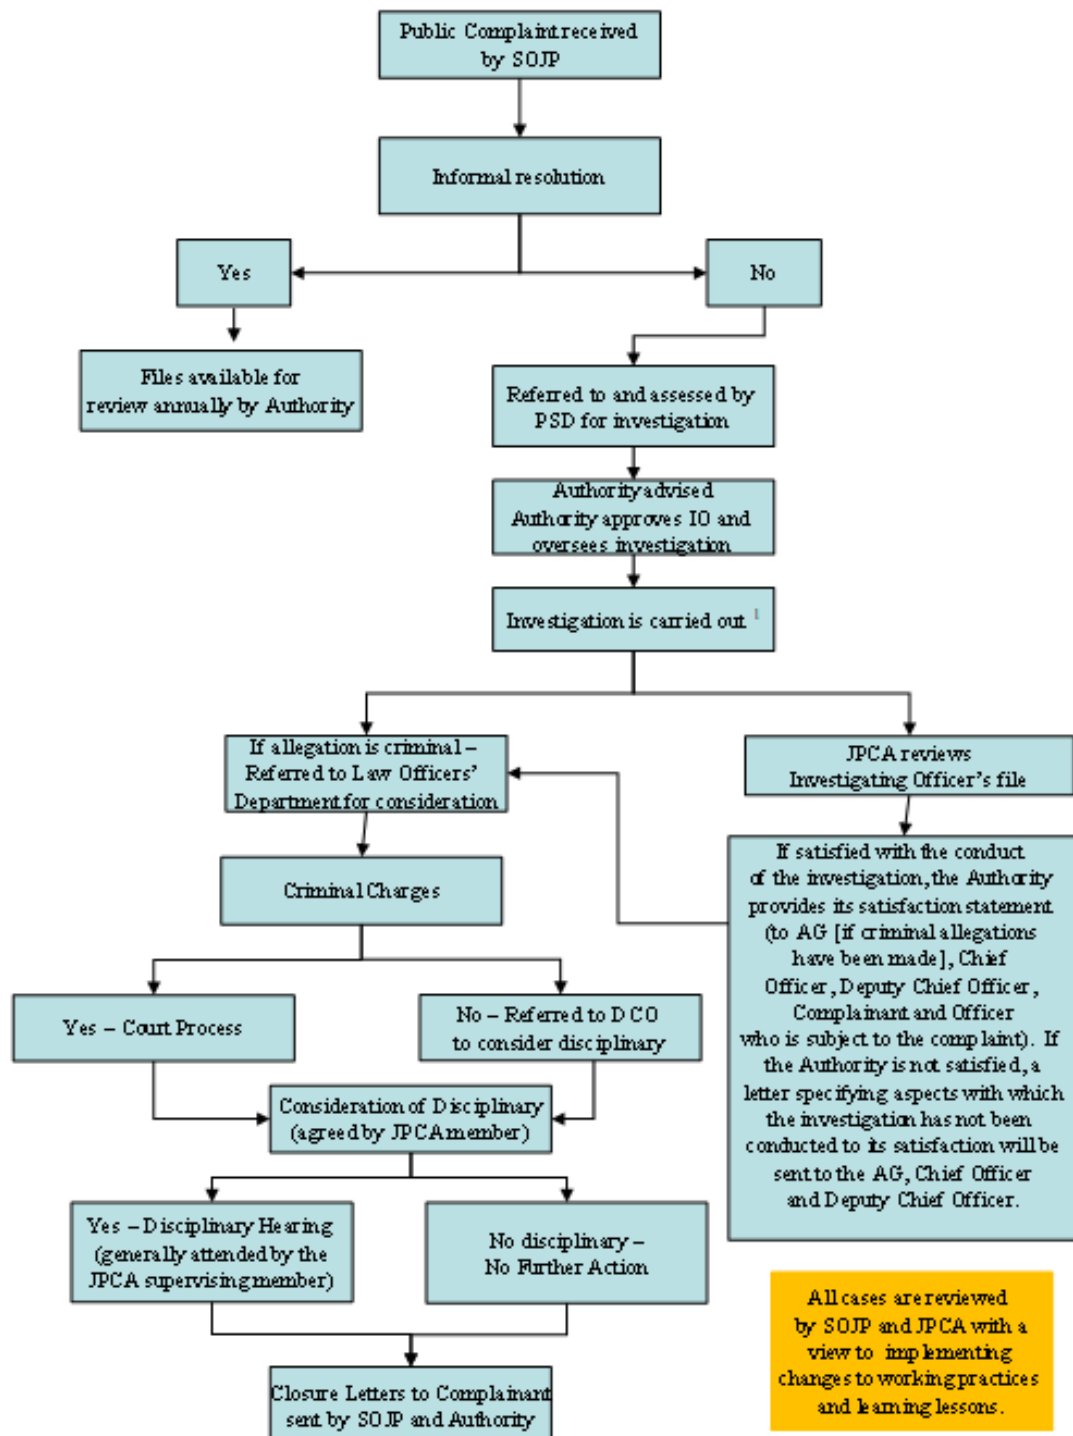 Public Complaint received
by SOJP
Informal resolution
Yes
No
Files available for
review annually by Authority
Referred to and assessed by
PSD for investigation
Authority advised
Authority approves IO and
oversees investigation
Investigation is carried out 1
If allegation is criminal –
Referred to Law Officers'
Department for consideration
JPCA reviews
Investigating Officer's file
Criminal Charges
If satisfied with the conduct
of the investigation, the Authority
provides its satisfaction statement
(to AG [if criminal allegations
have been made], Chief
Officer, Deputy Chief Officer,
Complainant and Officer
who is subject to the complaint). If
the Authority is not satisfied, a
letter specifying aspects with which
the investigation has not been
conducted to its satisfaction will be
sent to the AG, Chief Officer
and Deputy Chief Officer.
Yes – Court Process
No – Referred to DCO
to consider disciplinary
Consideration of Disciplinary
(agreed by JPCA member)
Yes – Disciplinary Hearing
(generally attended by the
JPCA supervising member)
No disciplinary –
No Further Action
Closure Letters to Complainant
sent by SOJP and Authority
All cases are reviewed
by SOJP and JPCA with a
view to implementing
changes to working practices
and learning lessons.